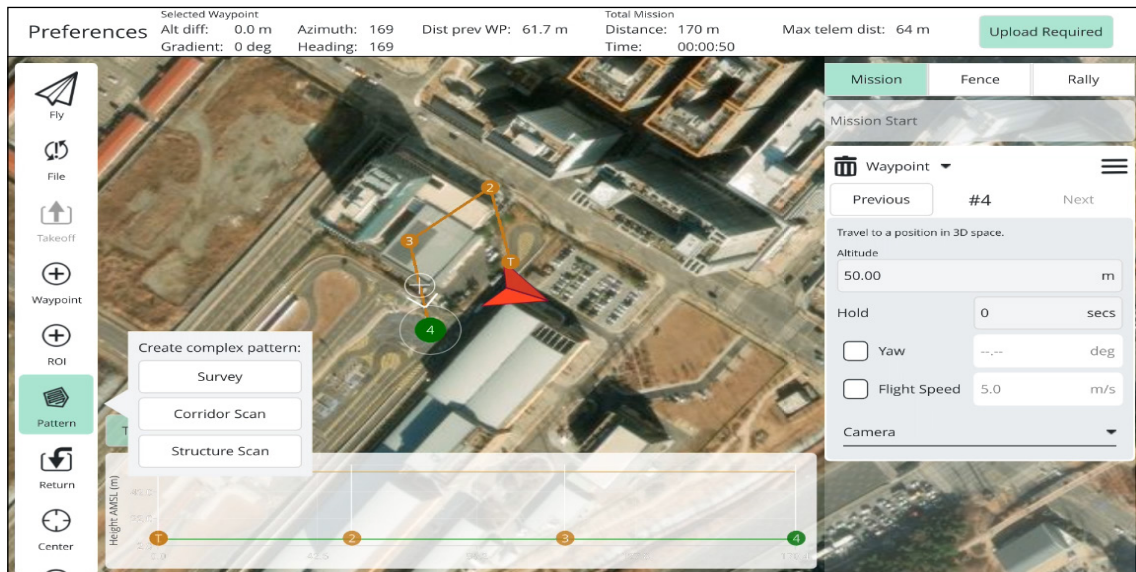 Preferences
Selected Waypoint
Alt diff: 0.0 m Azimuth: 169 Dist prev WP: 61.7 m
Gradient: 0 deg Heading: 169
Total Mission
Distance: 170 m Max telem dist: 64 m
Time: 00:00:50
Upload Required
Fly
File
Takeoff
Waypoint
ROI
Pattern
Return
Center
Create complex pattern:
Survey
Corridor Scan
Structure Scan
2
3
T
4
Height AMSL (m)
T 2 3 4
Mission Fence Rally
Mission Start
Waypoint
Previous #4 Next
Travel to a position in 3D space.
Altitude
50.00 m
Hold 0 secs
Yaw --.-- deg
Flight Speed 5.0 m/s
Camera